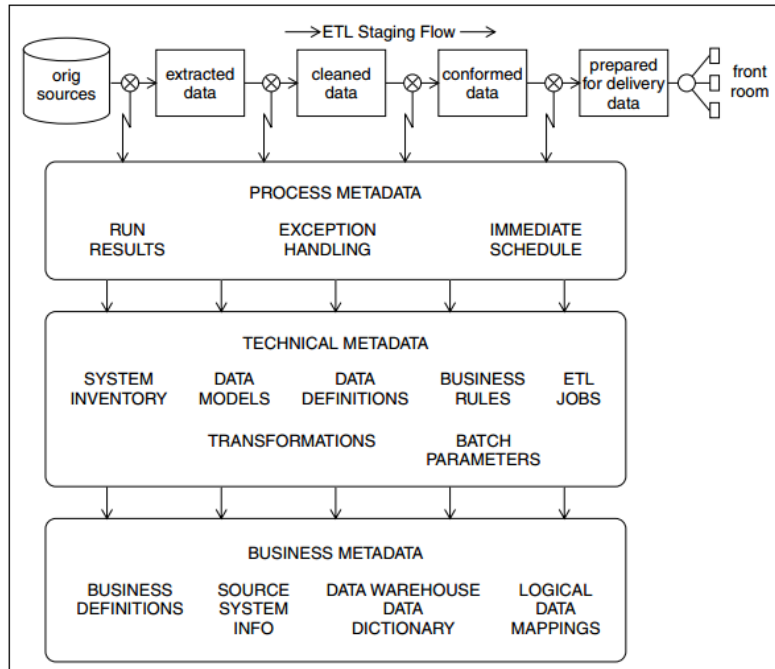 ETL Staging Flow
orig
sources
extracted
data
cleaned
data
conformed
data
prepared
for delivery
data
front
room
PROCESS METADATA
RUN
RESULTS
EXCEPTION
HANDLING
IMMEDIATE
SCHEDULE
TECHNICAL METADATA
SYSTEM
INVENTORY
DATA
MODELS
DATA
DEFINITIONS
BUSINESS
RULES
ETL
JOBS
TRANSFORMATIONS
BATCH
PARAMETERS
BUSINESS METADATA
BUSINESS
DEFINITIONS
SOURCE
SYSTEM
INFO
DATA WAREHOUSE
DATA
DICTIONARY
LOGICAL
DATA
MAPPINGS